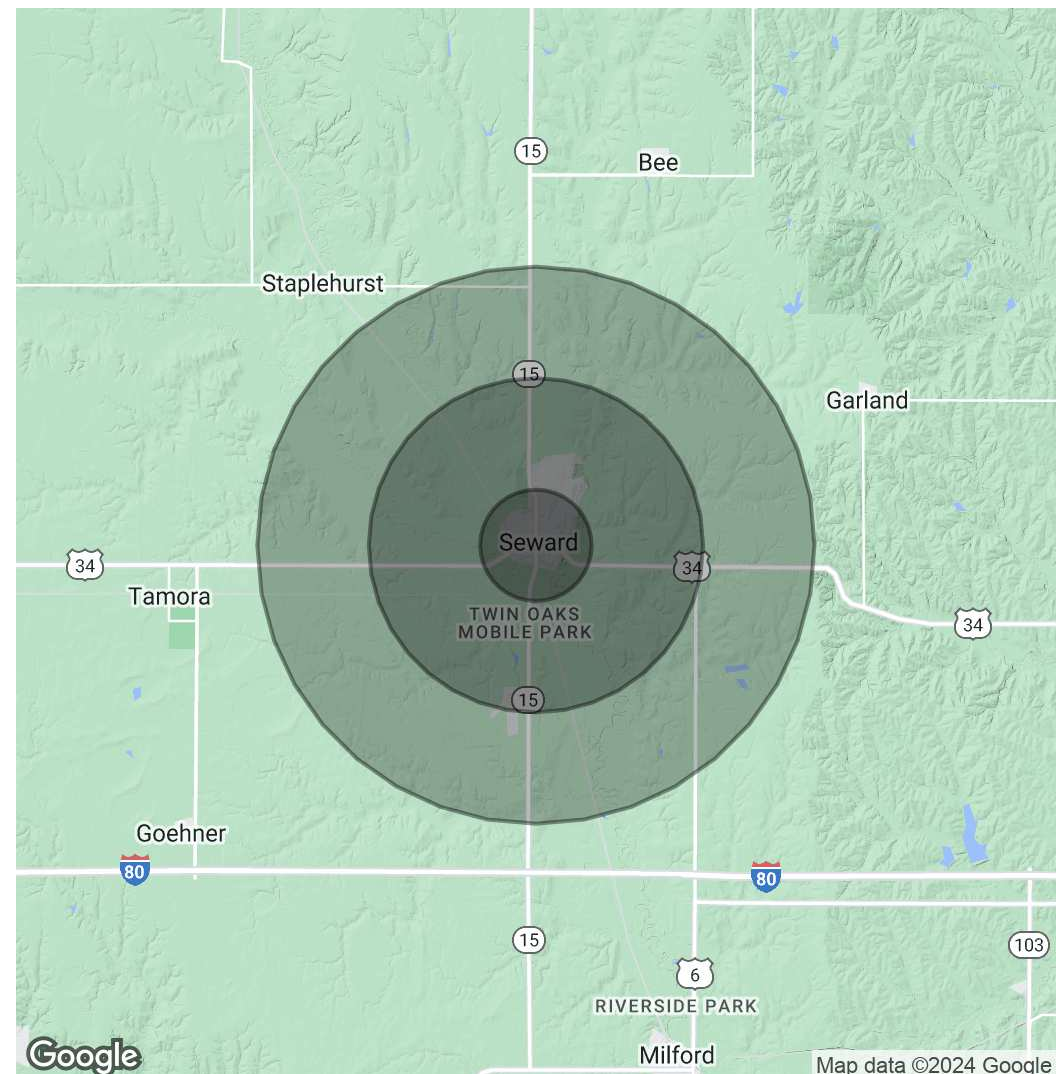 15
Bee
Staplehurst
15
Garland
Seward
34
34
Tamora
TWIN OAKS
MOBILE PARK
34
15
Goehner
80
80
15
103
6
RIVERSIDE PARK
Milford
Google
Map data ©2024 Google